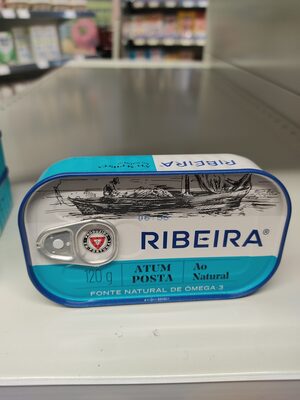 RIBEIRA
RIBEIRA®
120 g
ATUM
POSTA
Ao
Natural
FONTE NATURAL DE ÓMEGA-3